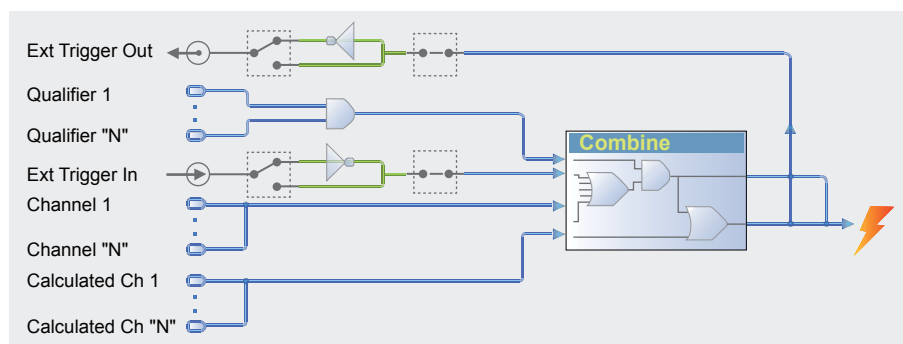 Ext Trigger Out
Qualifier 1
Qualifier "N"
Ext Trigger In
Channel 1
Channel "N"
Calculated Ch 1
Calculated Ch "N"
Combine